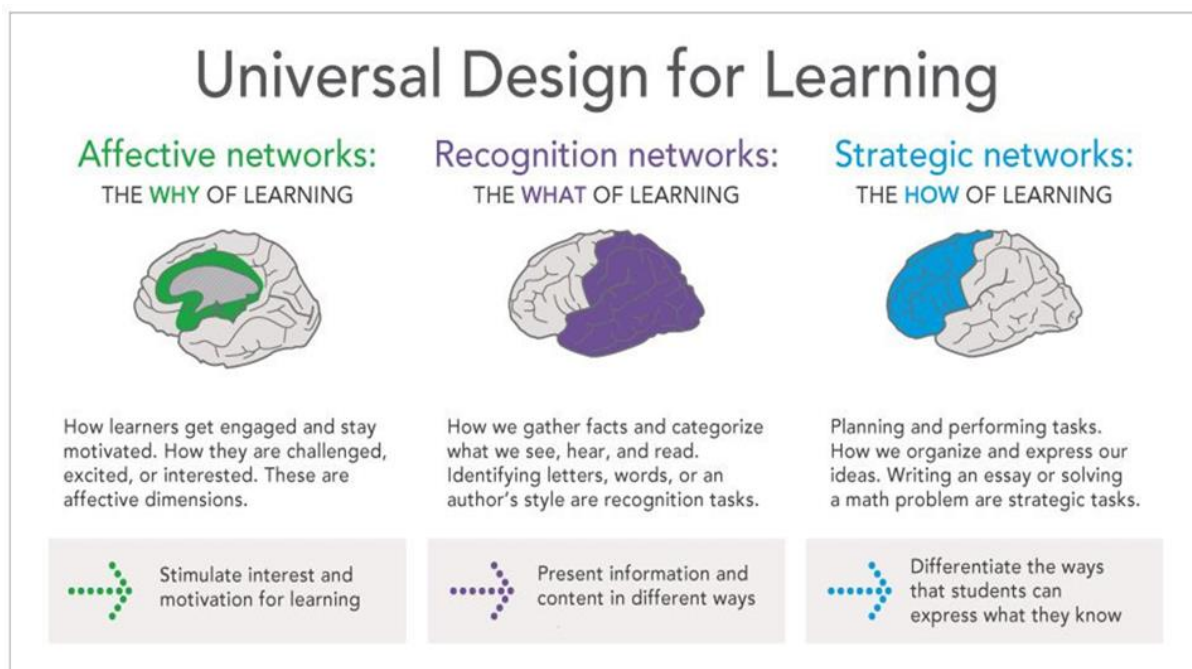 Universal Design for Learning
Affective networks:
THE WHY OF LEARNING
How learners get engaged and stay
motivated. How they are challenged,
excited, or interested. These are
affective dimensions.
Stimulate interest and
motivation for learning
Recognition networks:
THE WHAT OF LEARNING
How we gather facts and categorize
what we see, hear, and read.
Identifying letters, words, or an
author's style are recognition tasks.
Present information and
content in different ways
Strategic networks:
THE HOW OF LEARNING
Planning and performing tasks.
How we organize and express our
ideas. Writing an essay or solving
a math problem are strategic tasks.
Differentiate the ways
that students can
express what they know